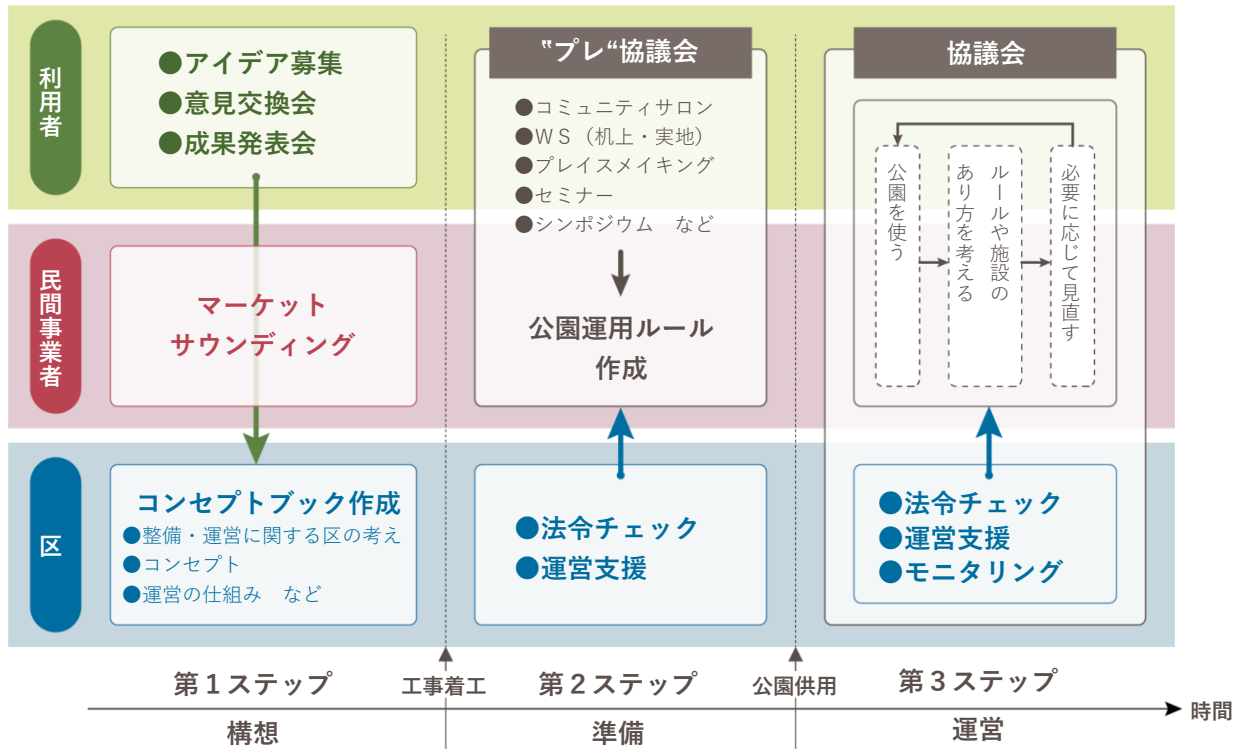 利用者
●アイデア募集
●意見交換会
●成果発表会
‟プレ“協議会
●コミュニティサロン
●ＷＳ（机上・実地）
●プレイスメイキング
●セミナー
●シンポジウム　など
公園運用ルール
作成
協議会
公園を使う
ルールや施設の
あり方を考える
必要に応じて見直す
民間事業者
マーケット
サウンディング
区
コンセプトブック作成
●整備・運営に関する区の考え
●コンセプト
●運営の仕組み　など
●法令チェック
●運営支援
●法令チェック
●運営支援
●モニタリング
第１ステップ
工事着工
第２ステップ
公園供用
第３ステップ
時間
構想
準備
運営